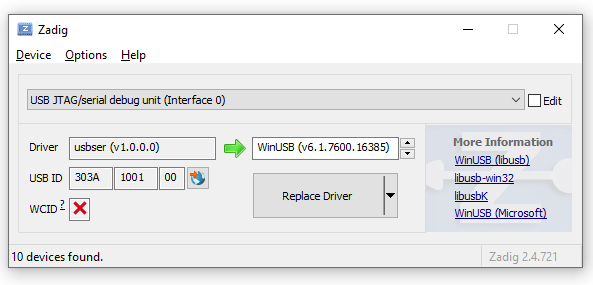 Zadig
Device Options Help
USB JTAG/serial debug unit (Interface 0)
Edit
Driver usbser (v1.0.0.0) WinUSB (v6.1.7600.16385)
USB ID 303A 1001 00
WCID ?
Replace Driver
More Information
WinUSB (libusb)
libusb-win32
libusbK
WinUSB (Microsoft)
10 devices found. Zadig 2.4.721